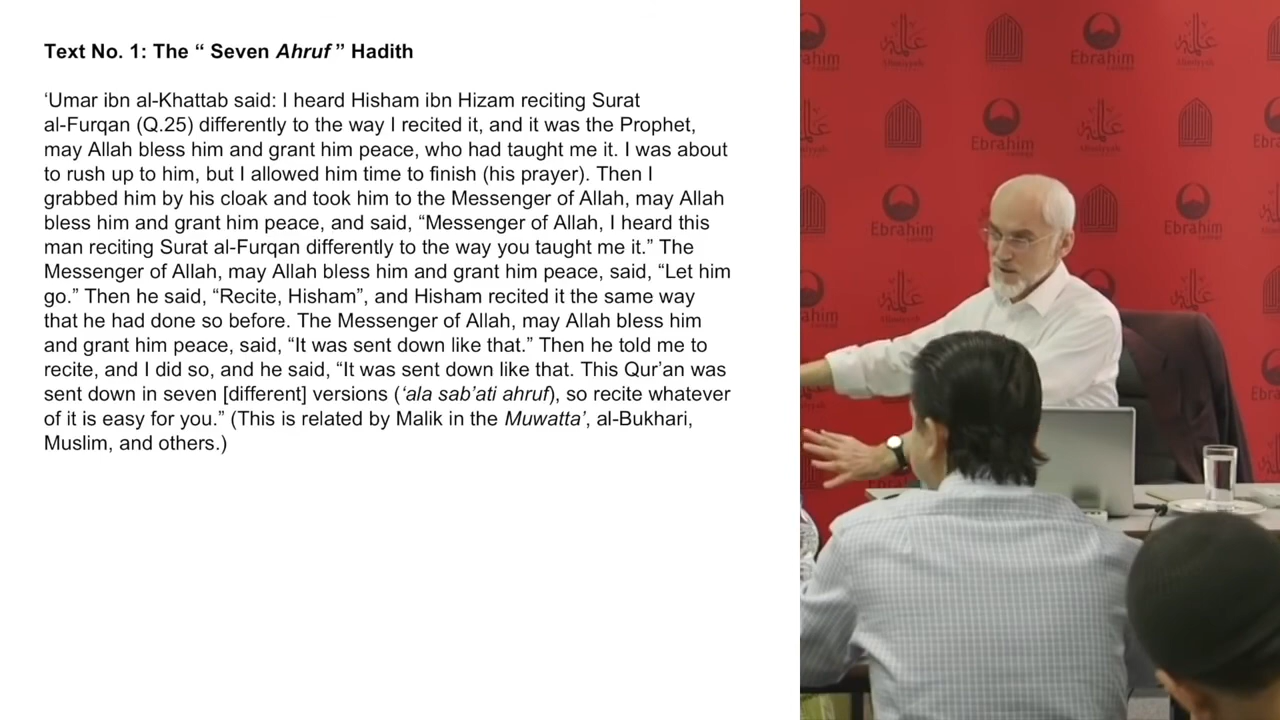 Text No. 1: The “ Seven Ahruf ” Hadith
‘Umar ibn al-Khattab said: I heard Hisham ibn Hizam reciting Surat
al-Furqan (Q.25) differently to the way I recited it, and it was the Prophet,
may Allah bless him and grant him peace, who had taught me it. I was about
to rush up to him, but I allowed him time to finish (his prayer). Then I
grabbed him by his cloak and took him to the Messenger of Allah, may Allah
bless him and grant him peace, and said, “Messenger of Allah, I heard this
man reciting Surat al-Furqan differently to the way you taught me it.” The
Messenger of Allah, may Allah bless him and grant him peace, said, “Let him
go.” Then he said, “Recite, Hisham”, and Hisham recited it the same way
that he had done so before. The Messenger of Allah, may Allah bless him
and grant him peace, said, “It was sent down like that.” Then he told me to
recite, and I did so, and he said, “It was sent down like that. This Qur’an was
sent down in seven [different] versions (‘ala sab’ati ahruf), so recite whatever
of it is easy for you.” (This is related by Malik in the Muwatta’, al-Bukhari,
Muslim, and others.)
Ebrahim
Ebrahim
Ebrahim
Ebrahim